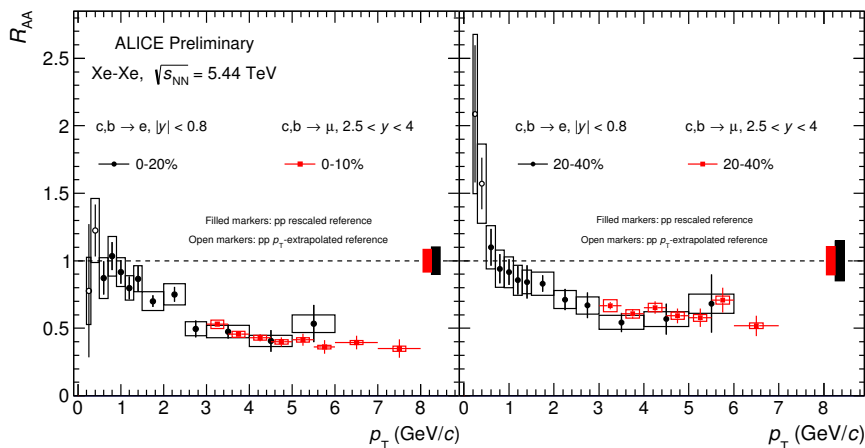 R_AA
ALICE Preliminary
Xe-Xe, √s_NN = 5.44 TeV
c,b → e, |y| < 0.8
c,b → μ, 2.5 < y < 4
0-20%
0-10%
Filled markers: pp rescaled reference
Open markers: pp p_T-extrapolated reference
2.5
2
1.5
1
0.5
0
0 1 2 3 4 5 6 7 8
p_T (GeV/c)
c,b → e, |y| < 0.8
c,b → μ, 2.5 < y < 4
20-40%
20-40%
Filled markers: pp rescaled reference
Open markers: pp p_T-extrapolated reference
0 1 2 3 4 5 6 7 8
p_T (GeV/c)